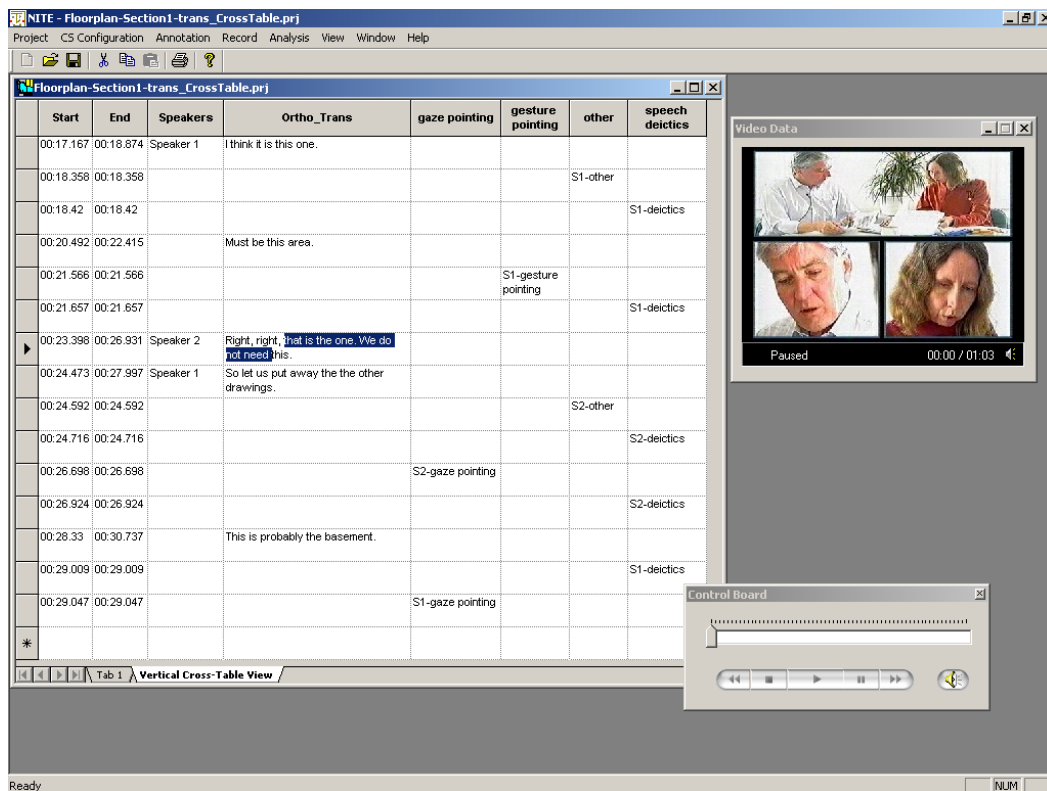 NITE - Floorplan-Section1-trans_CrossTable.prj
Project CS Configuration Annotation Record Analysis View Window Help
Floorplan-Section1-trans_CrossTable.prj
Start End Speakers Ortho_Trans gaze pointing gesture pointing other speech deictics
00:17.167 00:18.874 Speaker 1 I think it is this one.
00:18.358 00:18.358 S1-other
00:18.42 00:18.42 S1-deictics
00:20.492 00:22.415 Must be this area.
00:21.566 00:21.566 S1-gesture
pointing
00:21.657 00:21.657 S1-deictics
00:23.398 00:26.931 Speaker 2 Right, right, that is the one. We do
not need this.
00:24.473 00:27.997 Speaker 1 So let us put away the the other
drawings.
00:24.592 00:24.592 S2-other
00:24.716 00:24.716 S2-deictics
00:26.698 00:26.698 S2-gaze pointing
00:26.924 00:26.924 S2-deictics
00:28.33 00:30.737 This is probably the basement.
00:29.009 00:29.009 S1-deictics
00:29.047 00:29.047 S1-gaze pointing
Tab 1 Vertical Cross-Table View
Video Data
Paused 00:00 / 01:03
Control Board
Ready NUM